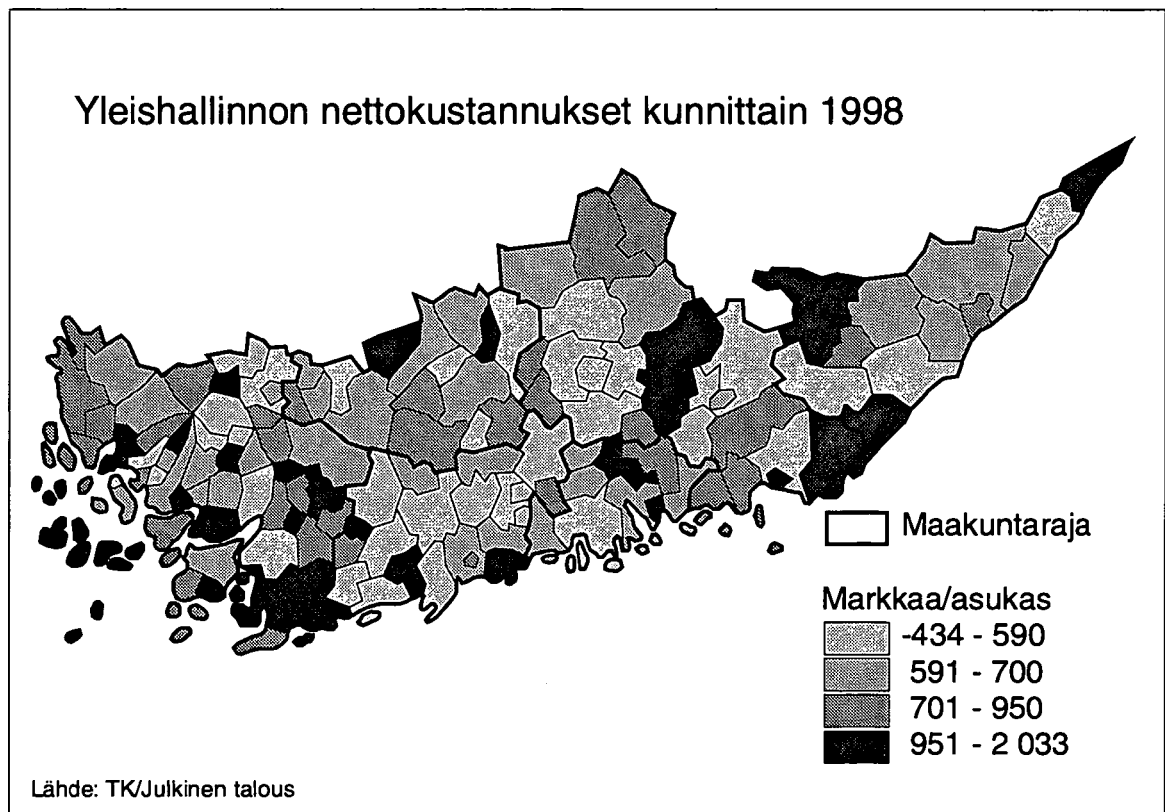 Yleishallinnon nettokustannukset kunnittain 1998
Maakuntaraja
Markkaa/asukas
-434 - 590
591 - 700
701 - 950
951 - 2 033
Lähde: TK/Julkinen talous